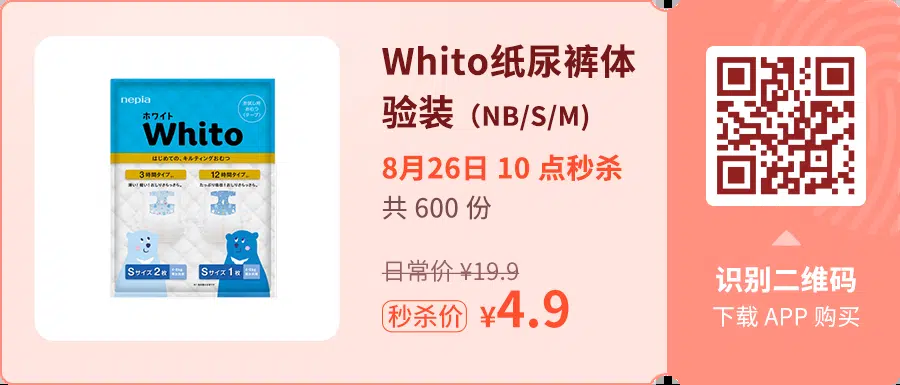 Whito纸尿裤体
验装（NB/S/M)
8月26日 10 点秒杀
共 600 份
日常价 ¥19.9
秒杀价 ¥4.9
nepia
ホワイト
Whito
はじめての、キルティングおむつ
3時間タイプ
12時間タイプ
Sサイズ 2枚
Sサイズ 1枚
识别二维码
下载 APP 购买